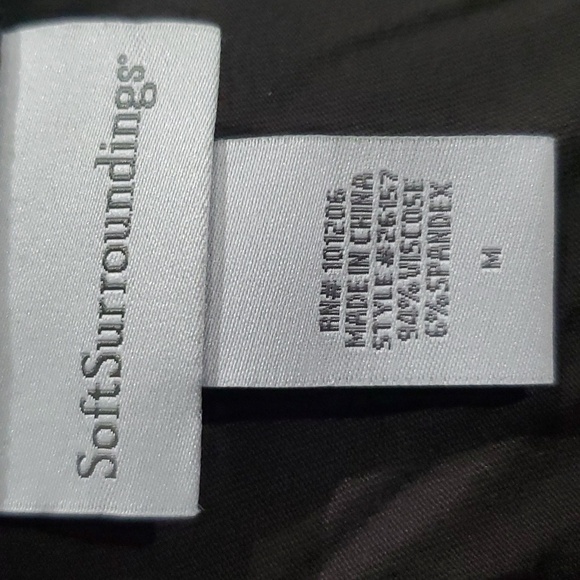 SoftSurroundings®
RN# 101206
MADE IN CHINA
STYLE #26157
94% VISCOSE
6% SPANDEX
M